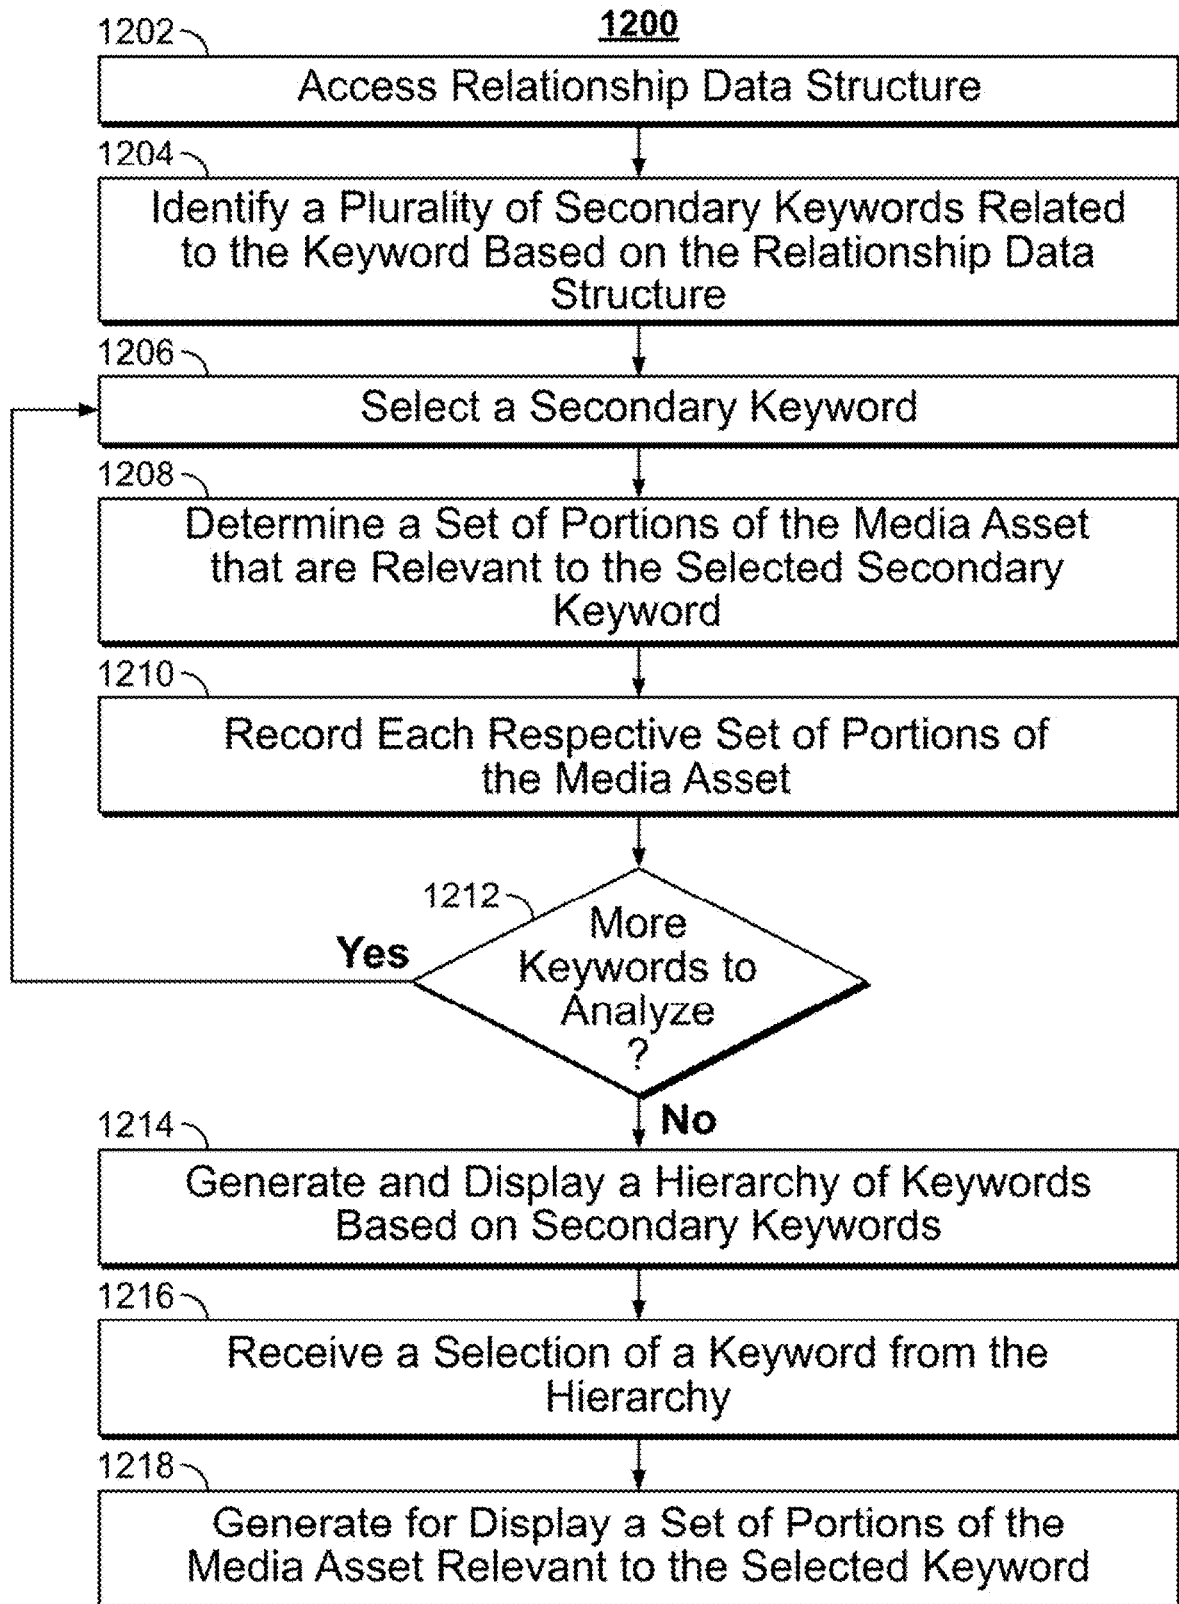 1200
1202
Access Relationship Data Structure
1204
Identify a Plurality of Secondary Keywords Related
to the Keyword Based on the Relationship Data
Structure
1206
Select a Secondary Keyword
1208
Determine a Set of Portions of the Media Asset
that are Relevant to the Selected Secondary
Keyword
1210
Record Each Respective Set of Portions of
the Media Asset
1212
More
Keywords to
Analyze
?
Yes
No
1214
Generate and Display a Hierarchy of Keywords
Based on Secondary Keywords
1216
Receive a Selection of a Keyword from the
Hierarchy
1218
Generate for Display a Set of Portions of the
Media Asset Relevant to the Selected Keyword